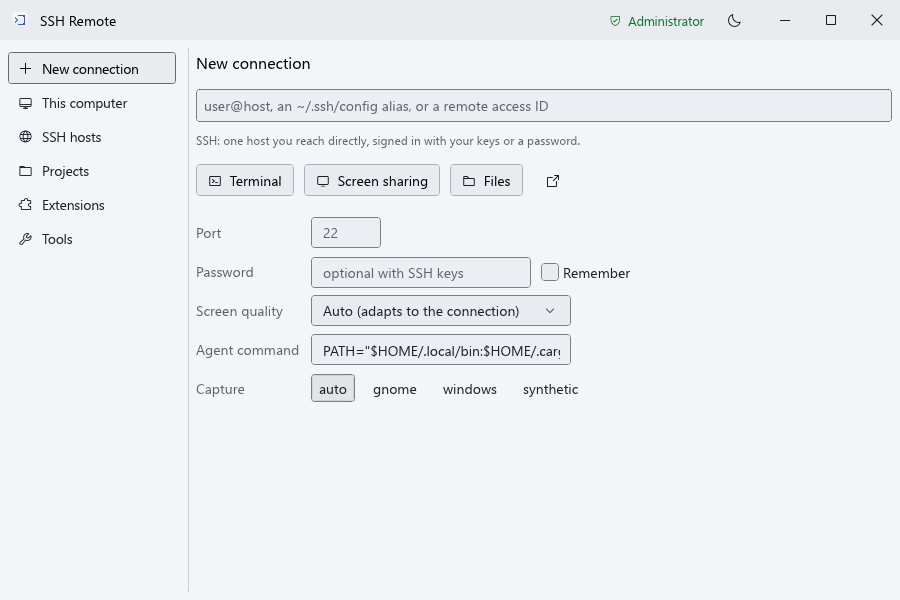 SSH Remote
Administrator
New connection
This computer
SSH hosts
Projects
Extensions
Tools
New connection
user@host, an ~/.ssh/config alias, or a remote access ID
SSH: one host you reach directly, signed in with your keys or a password.
Terminal
Screen sharing
Files
Port
22
Password
optional with SSH keys
Remember
Screen quality
Auto (adapts to the connection)
Agent command
PATH="$HOME/.local/bin:$HOME/.carg
Capture
auto
gnome
windows
synthetic